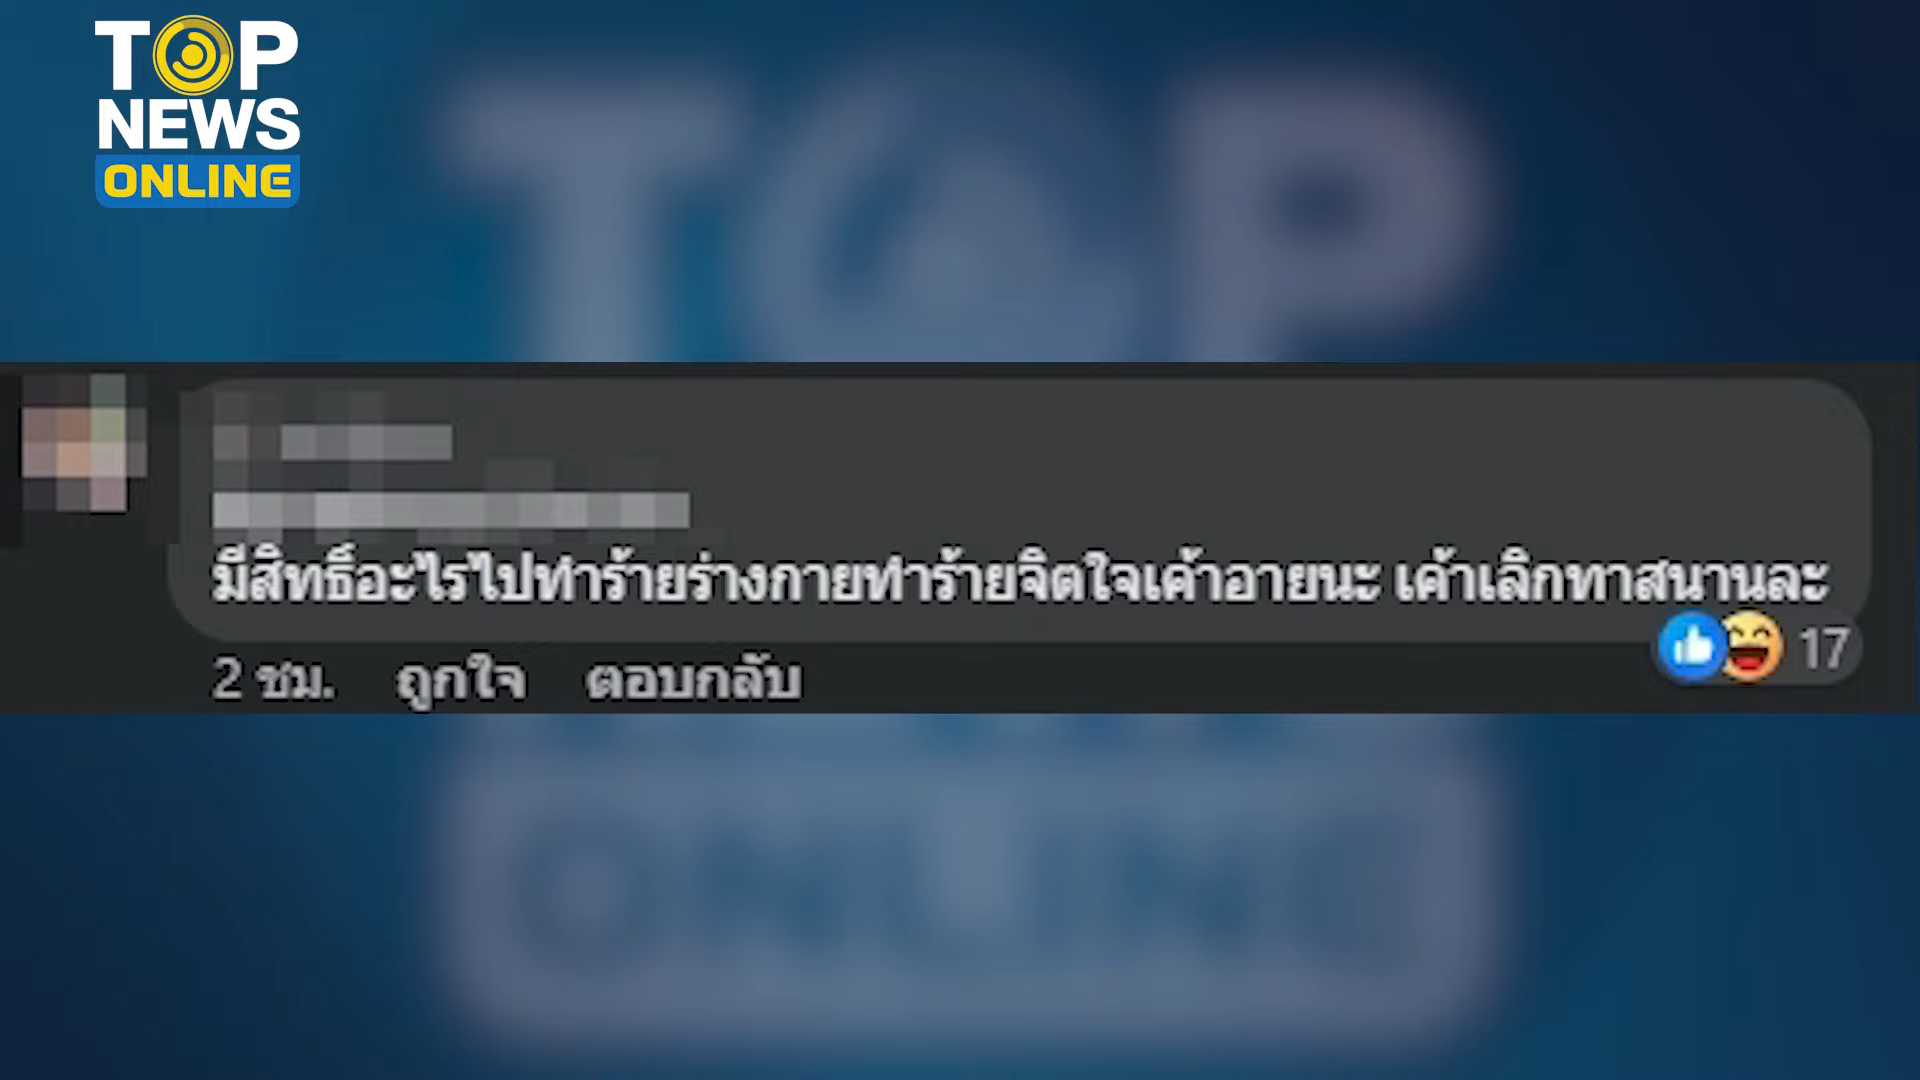 TOP
NEWS
ONLINE
มีสิทธิ์อะไรไปทำร้ายร่างกายทำร้ายจิตใจเค้าอายนะ เค้าเลิกทาสนานละ
17
2 ชม. ถูกใจ ตอบกลับ